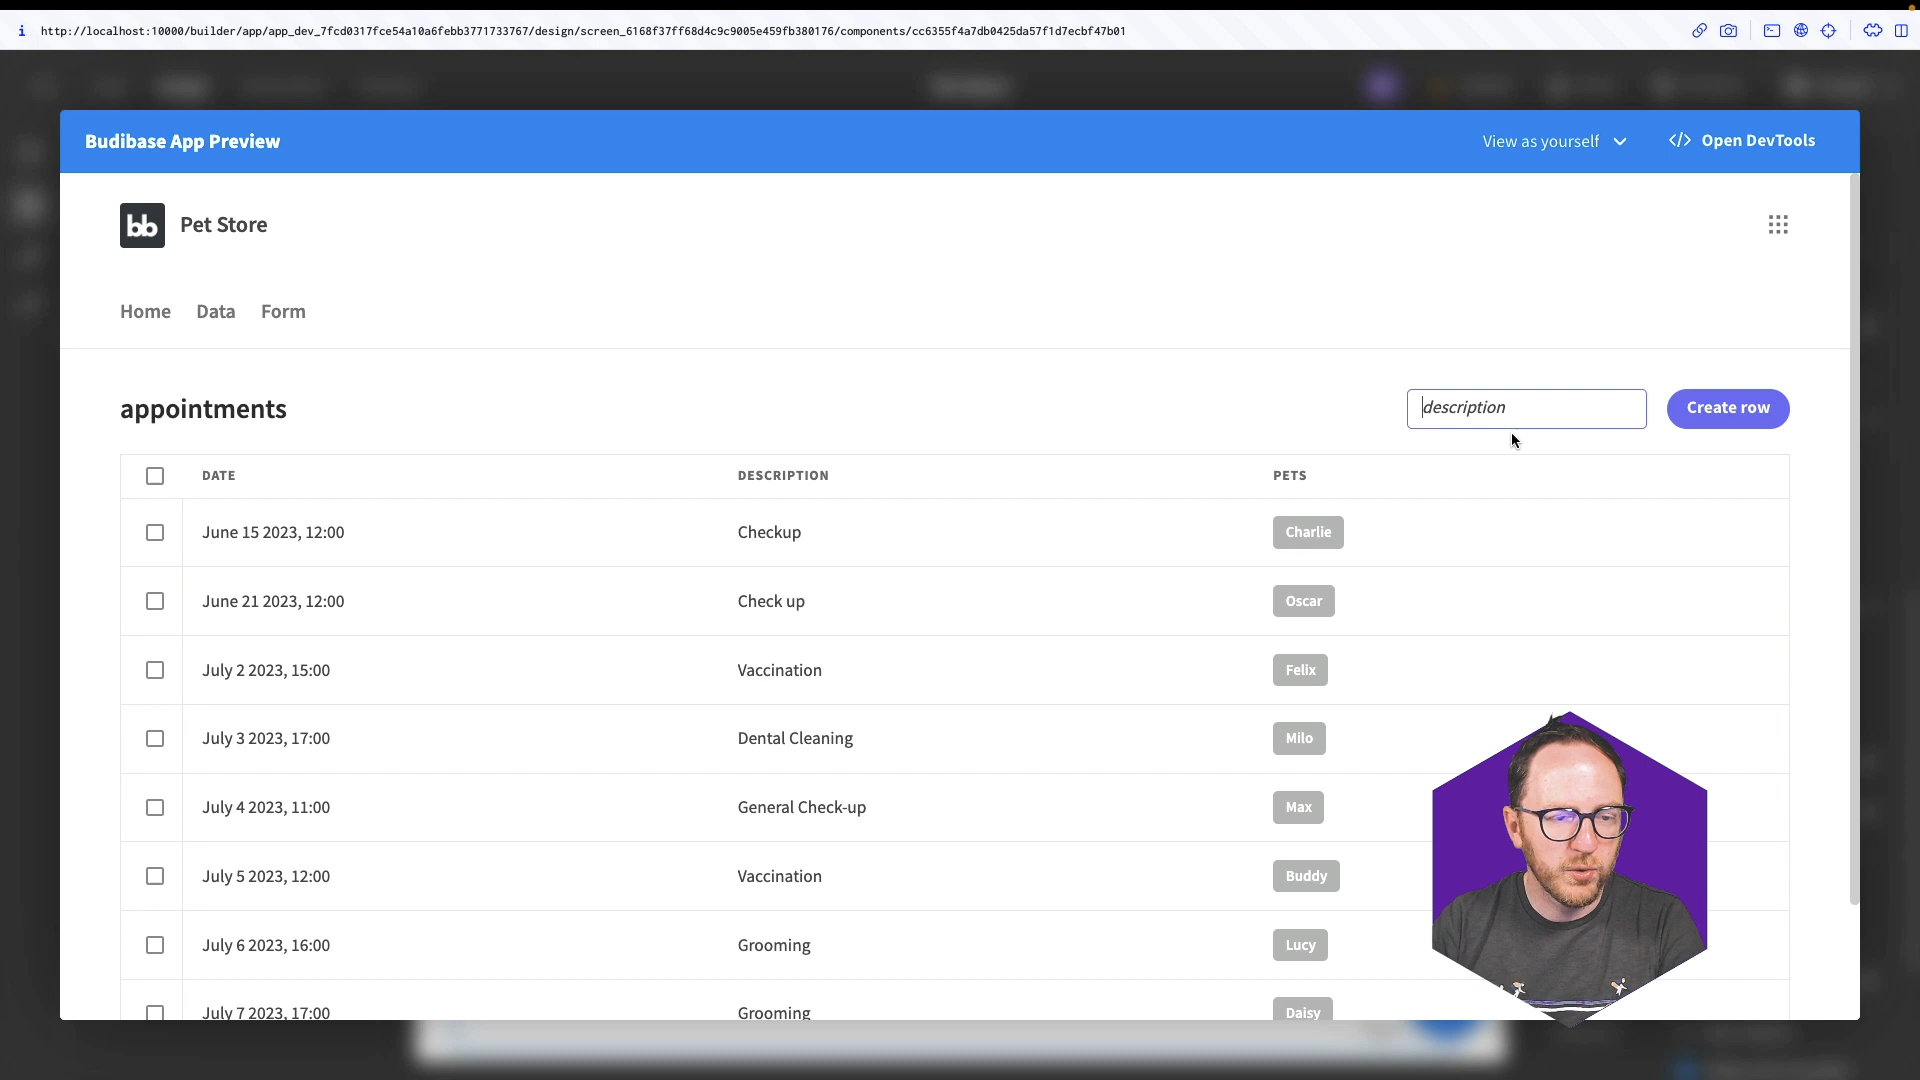 http://localhost:10000/builder/app/app_dev_7fcd0317fce54a10a6febb3771733767/design/screen_6168f37ff68d4c9c9005e459fb380176/components/cc6355f4a7db0425da57f1d7ecbf47b01
Budibase App Preview
View as yourself
</> Open DevTools
bb Pet Store
Home Data Form
appointments
description
Create row
DATE DESCRIPTION PETS
June 15 2023, 12:00 Checkup Charlie
June 21 2023, 12:00 Check up Oscar
July 2 2023, 15:00 Vaccination Felix
July 3 2023, 17:00 Dental Cleaning Milo
July 4 2023, 11:00 General Check-up Max
July 5 2023, 12:00 Vaccination Buddy
July 6 2023, 16:00 Grooming Lucy
July 7 2023, 17:00 Grooming Daisy